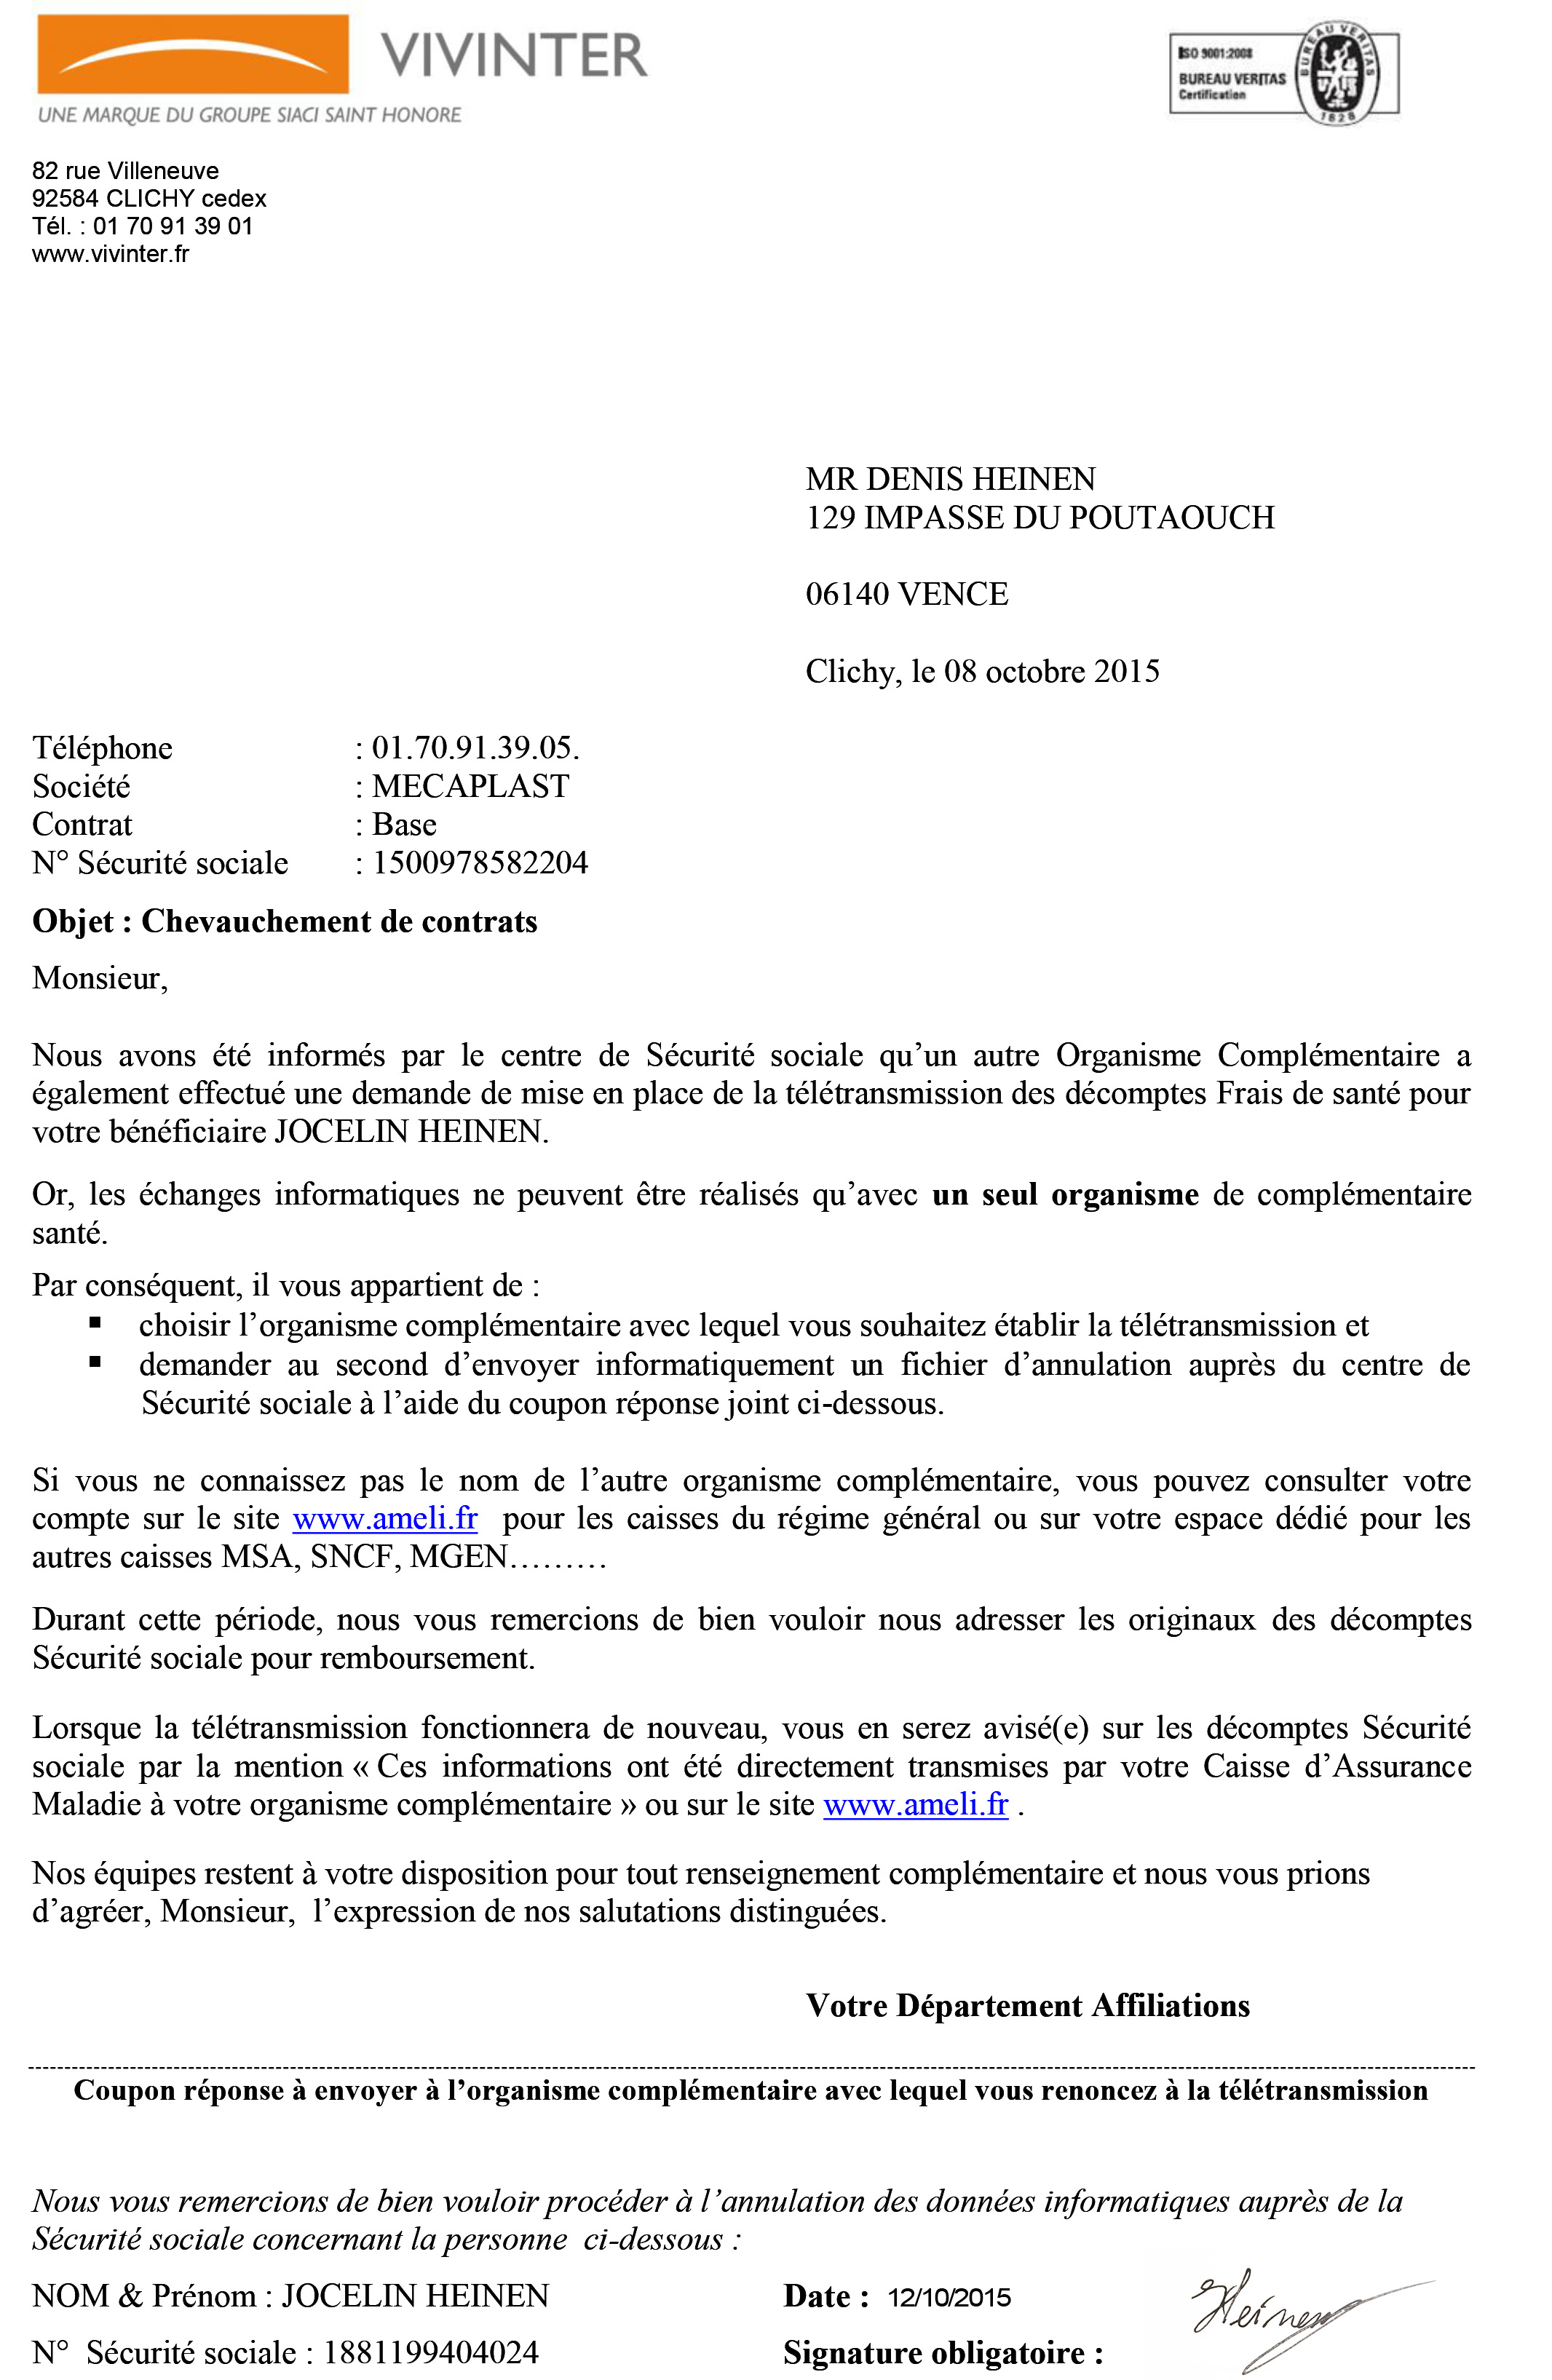 VIVINTER
UNE MARQUE DU GROUPE SIACI SAINT HONORE
ISO 9001:2008
BUREAU VERITAS
Certification
BUREAU VERITAS
1828
82 rue Villeneuve
92584 CLICHY cedex
Tél. : 01 70 91 39 01
www.vivinter.fr
MR DENIS HEINEN
129 IMPASSE DU POUTAOUCH
06140 VENCE
Clichy, le 08 octobre 2015
Téléphone : 01.70.91.39.05.
Société : MECAPLAST
Contrat : Base
N° Sécurité sociale : 1500978582204
Objet : Chevauchement de contrats
Monsieur,
Nous avons été informés par le centre de Sécurité sociale qu’un autre Organisme Complémentaire a
également effectué une demande de mise en place de la télétransmission des décomptes Frais de santé pour
votre bénéficiaire JOCELIN HEINEN.
Or, les échanges informatiques ne peuvent être réalisés qu’avec un seul organisme de complémentaire
santé.
Par conséquent, il vous appartient de :
▪ choisir l’organisme complémentaire avec lequel vous souhaitez établir la télétransmission et
▪ demander au second d’envoyer informatiquement un fichier d’annulation auprès du centre de
Sécurité sociale à l’aide du coupon réponse joint ci-dessous.
Si vous ne connaissez pas le nom de l’autre organisme complémentaire, vous pouvez consulter votre
compte sur le site www.ameli.fr pour les caisses du régime général ou sur votre espace dédié pour les
autres caisses MSA, SNCF, MGEN………
Durant cette période, nous vous remercions de bien vouloir nous adresser les originaux des décomptes
Sécurité sociale pour remboursement.
Lorsque la télétransmission fonctionnera de nouveau, vous en serez avisé(e) sur les décomptes Sécurité
sociale par la mention « Ces informations ont été directement transmises par votre Caisse d’Assurance
Maladie à votre organisme complémentaire » ou sur le site www.ameli.fr .
Nos équipes restent à votre disposition pour tout renseignement complémentaire et nous vous prions
d’agréer, Monsieur, l’expression de nos salutations distinguées.
Votre Département Affiliations
Coupon réponse à envoyer à l’organisme complémentaire avec lequel vous renoncez à la télétransmission
Nous vous remercions de bien vouloir procéder à l’annulation des données informatiques auprès de la
Sécurité sociale concernant la personne ci-dessous :
NOM & Prénom : JOCELIN HEINEN Date : 12/10/2015
N° Sécurité sociale : 1881199404024 Signature obligatoire : Heinen